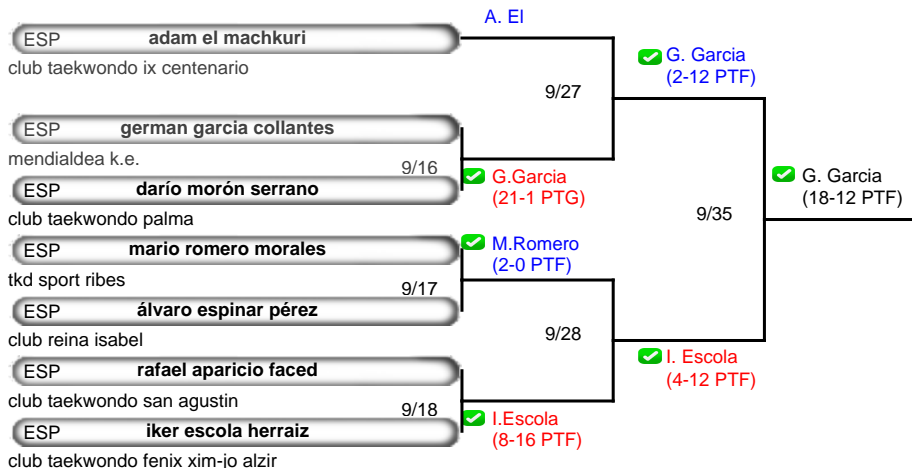 A. El
ESP adam el machkuri
club taekwondo ix centenario
G. Garcia
(2-12 PTF)
9/27
ESP german garcia collantes
mendialdea k.e.
9/16
G.Garcia
(21-1 PTG)
ESP darío morón serrano
club taekwondo palma
G. Garcia
(18-12 PTF)
9/35
ESP mario romero morales
tkd sport ribes
M.Romero
(2-0 PTF)
9/17
ESP álvaro espinar pérez
club reina isabel
9/28
ESP rafael aparicio faced
club taekwondo san agustin
I. Escola
(4-12 PTF)
9/18
I.Escola
(8-16 PTF)
ESP iker escola herraiz
club taekwondo fenix xim-jo alzir